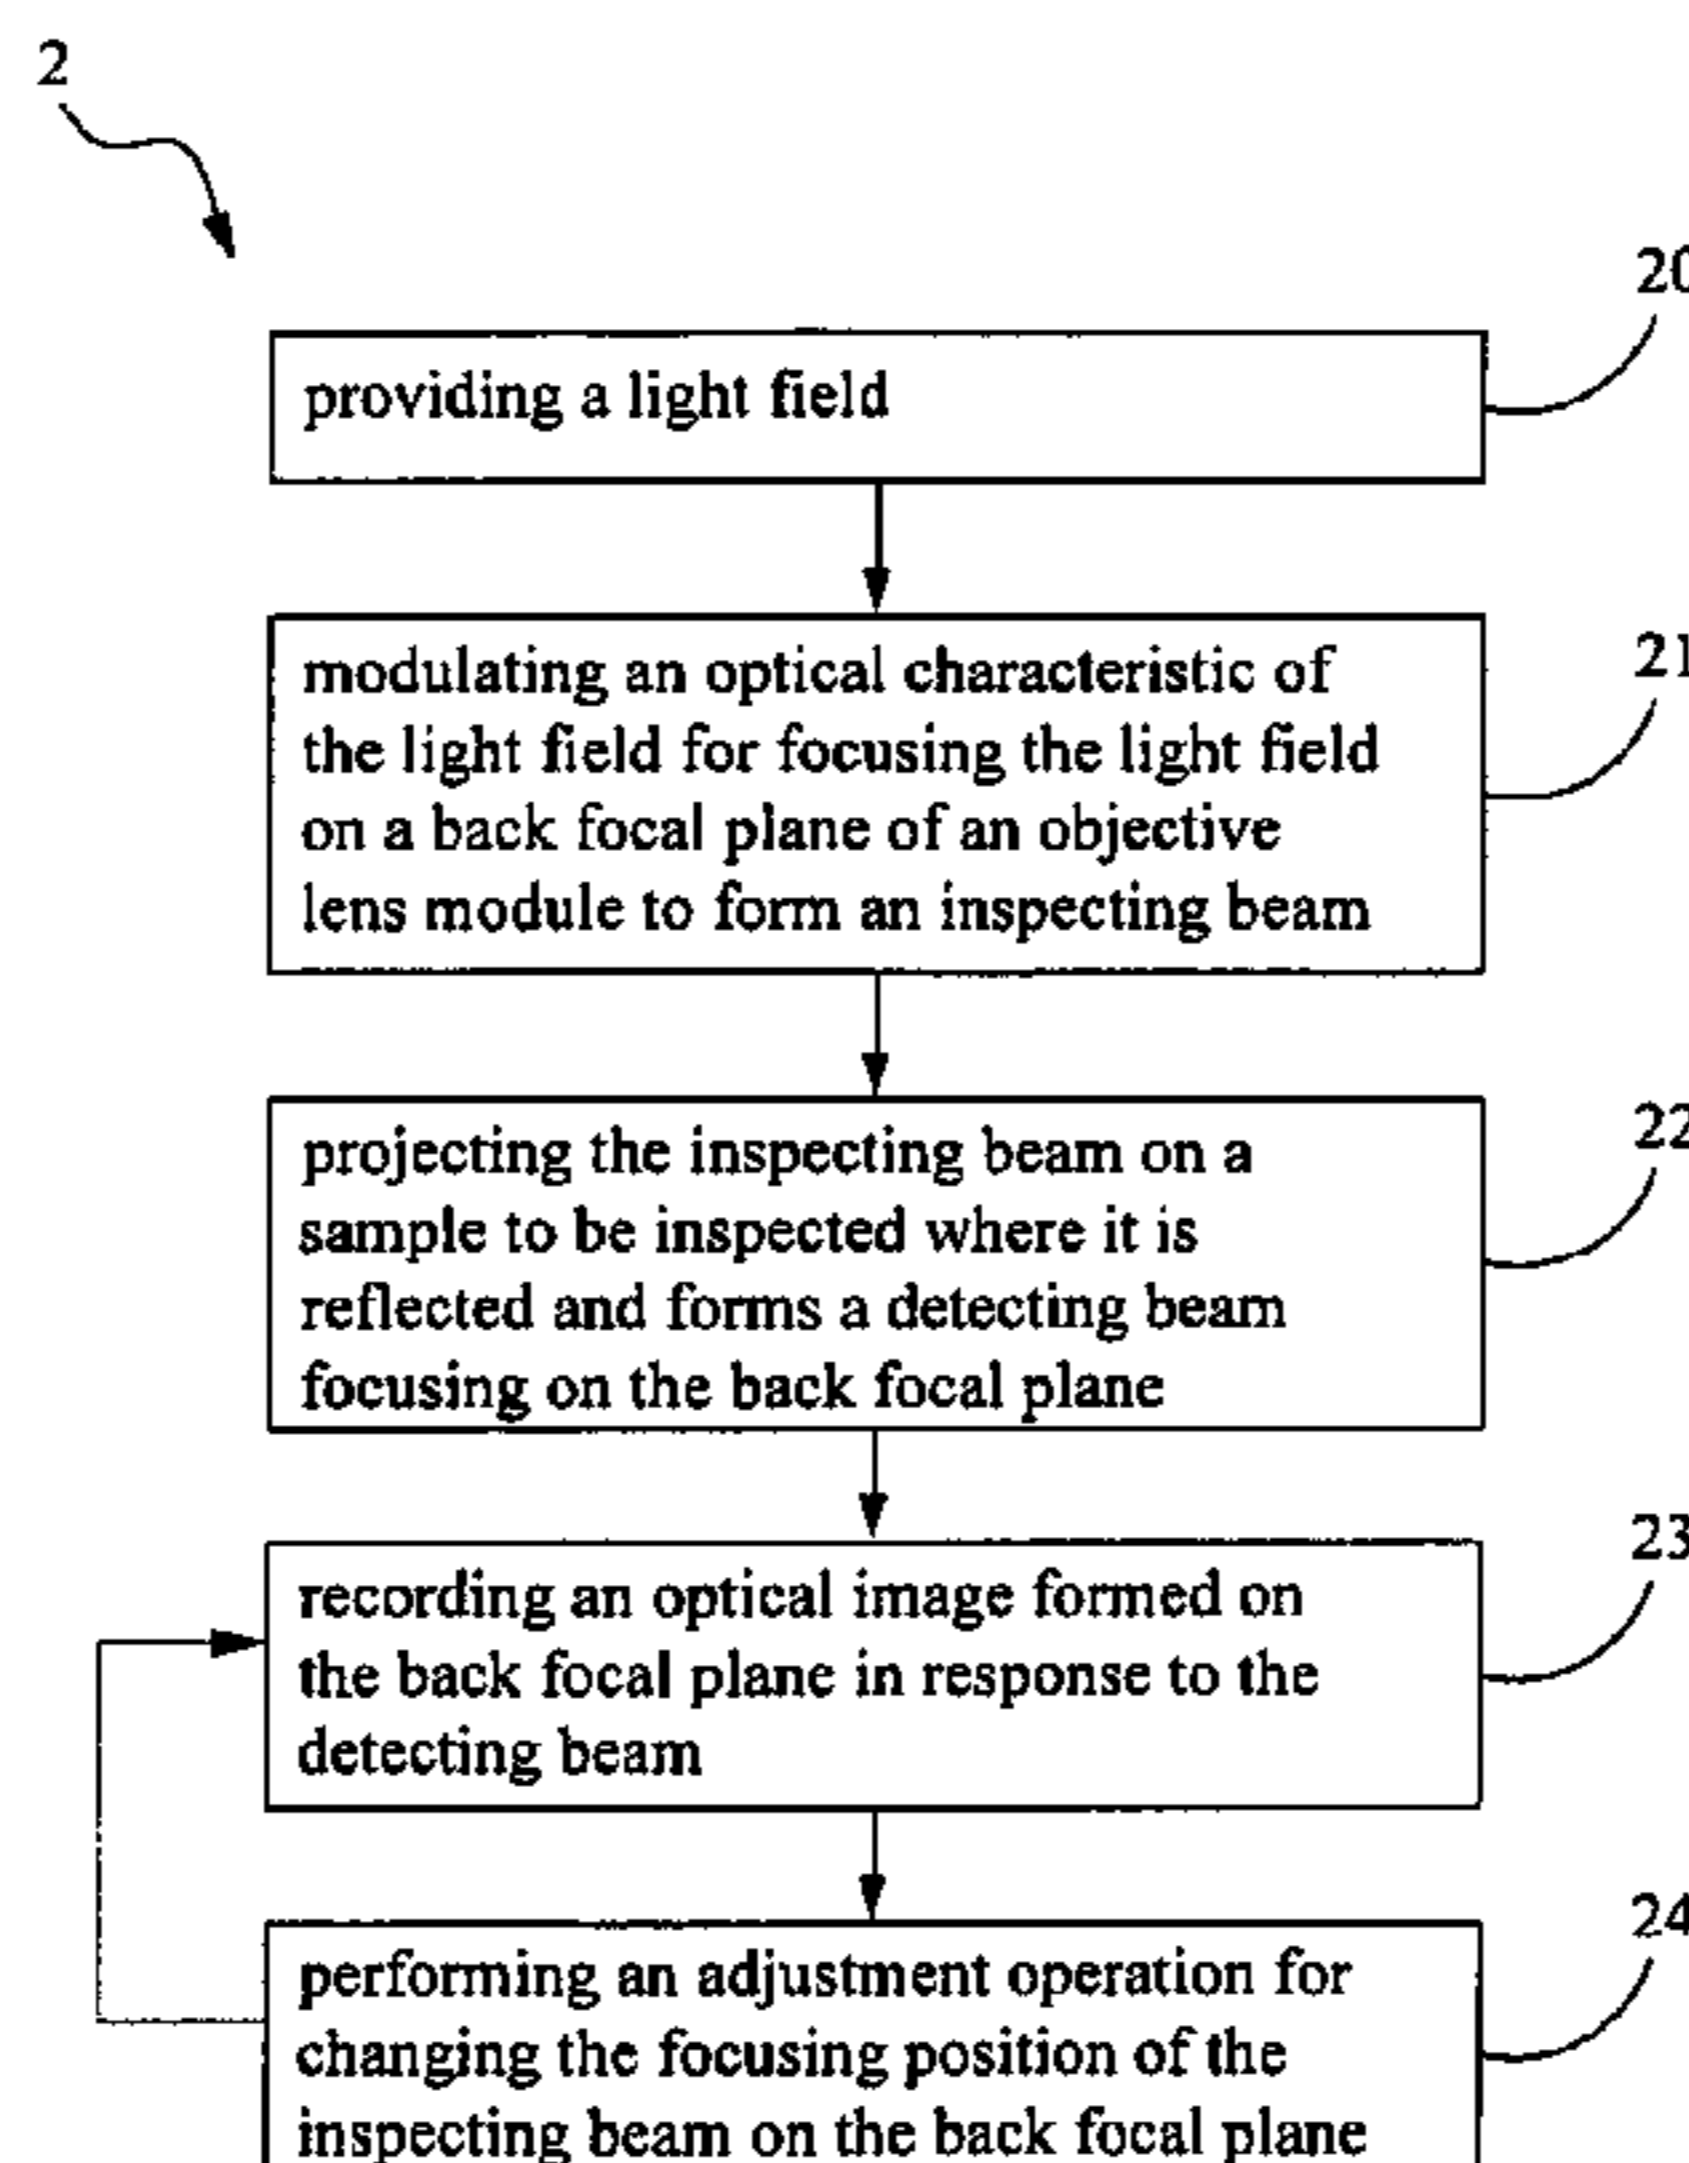 2
20
providing a light field
21
modulating an optical characteristic of
the light field for focusing the light field
on a back focal plane of an objective
lens module to form an inspecting beam
22
projecting the inspecting beam on a
sample to be inspected where it is
reflected and forms a detecting beam
focusing on the back focal plane
23
recording an optical image formed on
the back focal plane in response to the
detecting beam
24
performing an adjustment operation for
changing the focusing position of the
inspecting beam on the back focal plane